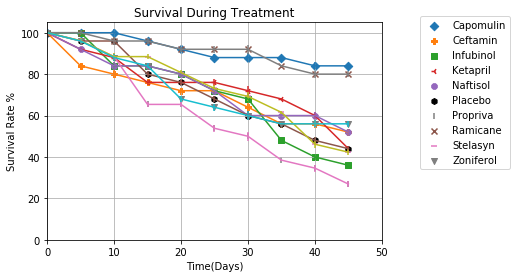 Survival During Treatment
100
80
60
40
20
0
0 10 20 30 40 50
Survival Rate %
Time(Days)
Capomulin
Ceftamin
Infubinol
Ketapril
Naftisol
Placebo
Propriva
Ramicane
Stelasyn
Zoniferol